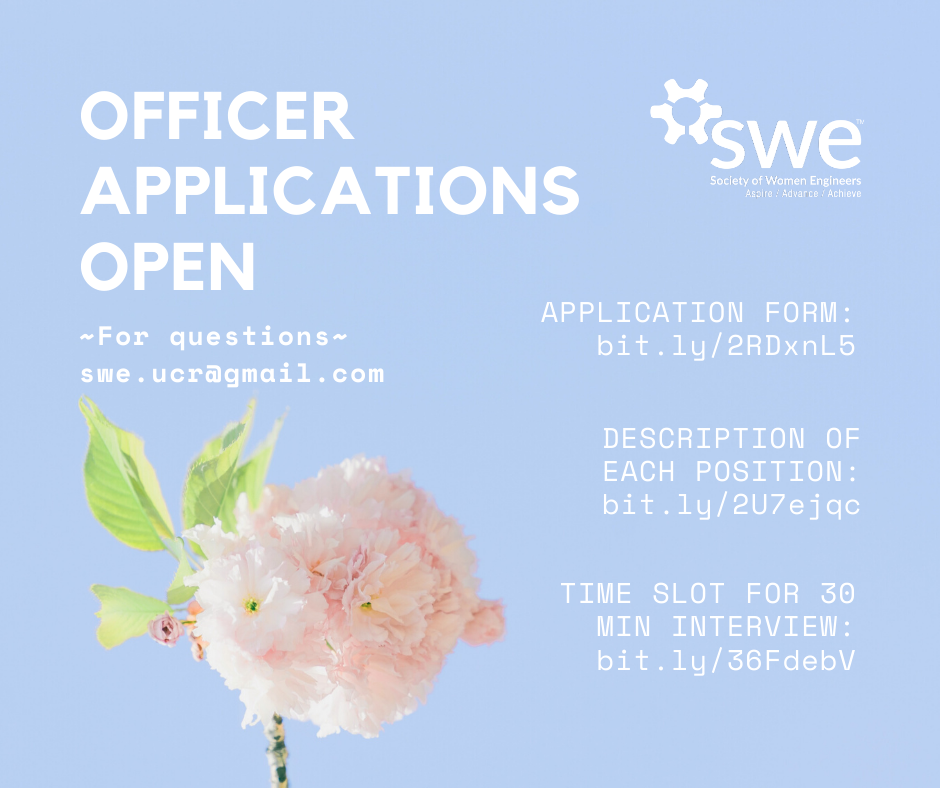 OFFICER
APPLICATIONS
OPEN
~For questions~
swe.ucr@gmail.com
swe™
Society of Women Engineers
Aspire / Advance / Achieve
APPLICATION FORM:
bit.ly/2RDxnL5
DESCRIPTION OF
EACH POSITION:
bit.ly/2U7ejqc
TIME SLOT FOR 30
MIN INTERVIEW:
bit.ly/36FdebV